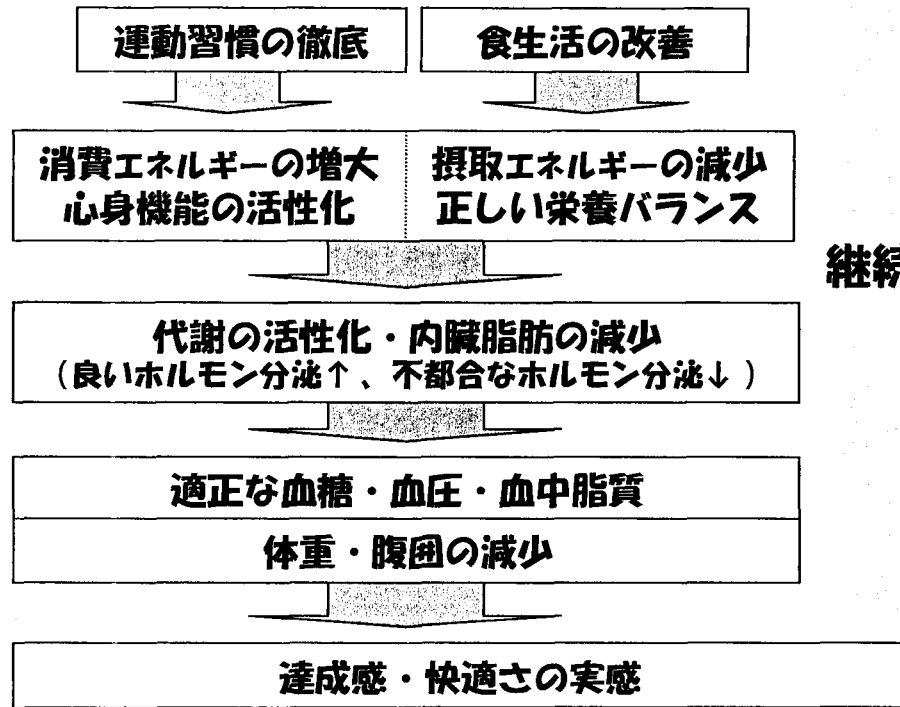 運動習慣の徹底
食生活の改善
消費エネルギーの増大
心身機能の活性化
摂取エネルギーの減少
正しい栄養バランス
継続
代謝の活性化・内臓脂肪の減少
(良いホルモン分泌↑、不都合なホルモン分泌↓)
適正な血糖・血圧・血中脂質
体重・腹囲の減少
達成感・快適さの実感